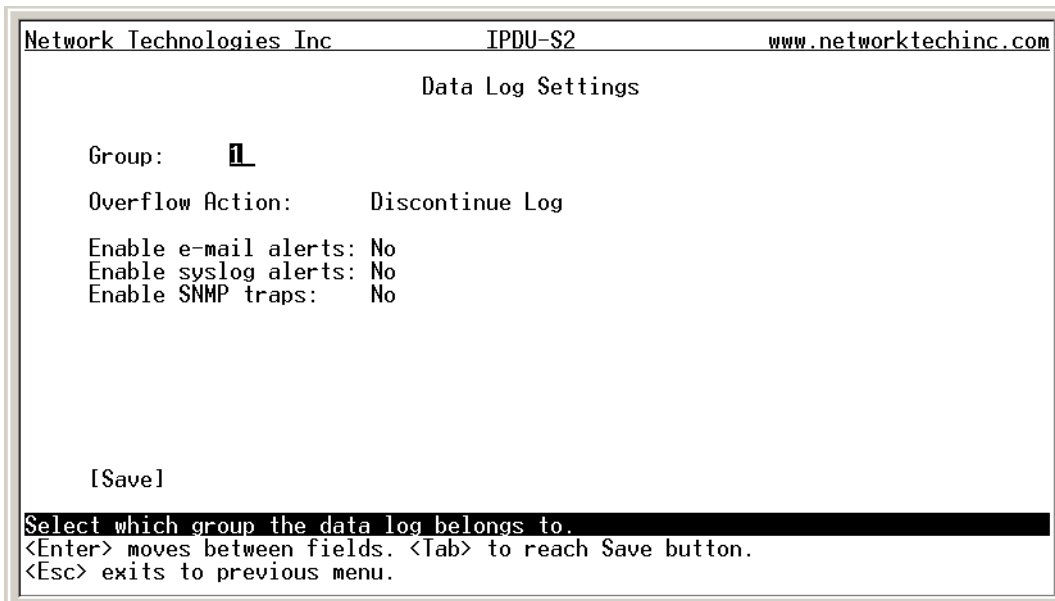 Network Technologies Inc IPDU-S2 www.networktechinc.com
Data Log Settings
Group: 1
Overflow Action: Discontinue Log
Enable e-mail alerts: No
Enable syslog alerts: No
Enable SNMP traps: No
[Save]
Select which group the data log belongs to.
<Enter> moves between fields. <Tab> to reach Save button.
<Esc> exits to previous menu.